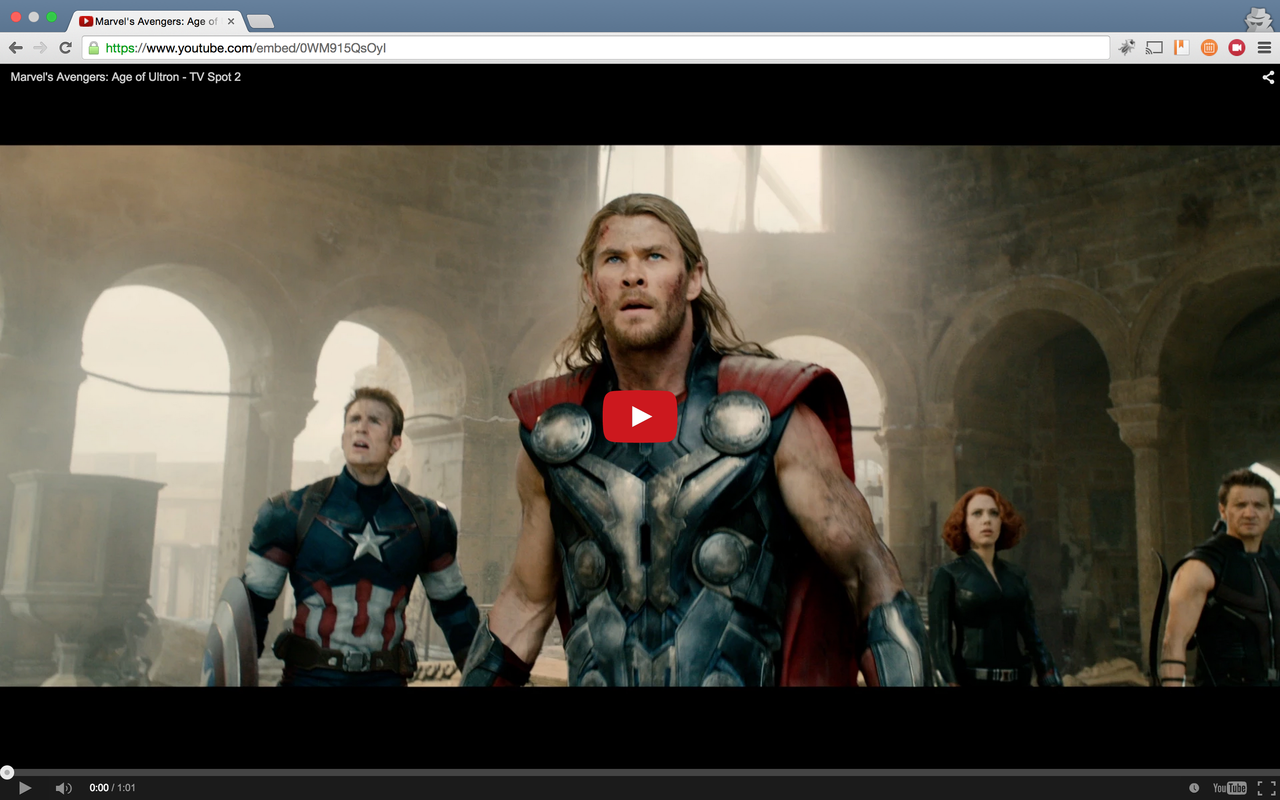 Marvel's Avengers: Age of
https://www.youtube.com/embed/0WM915QsOyI
Marvel's Avengers: Age of Ultron - TV Spot 2
0:00 / 1:01
YouTube